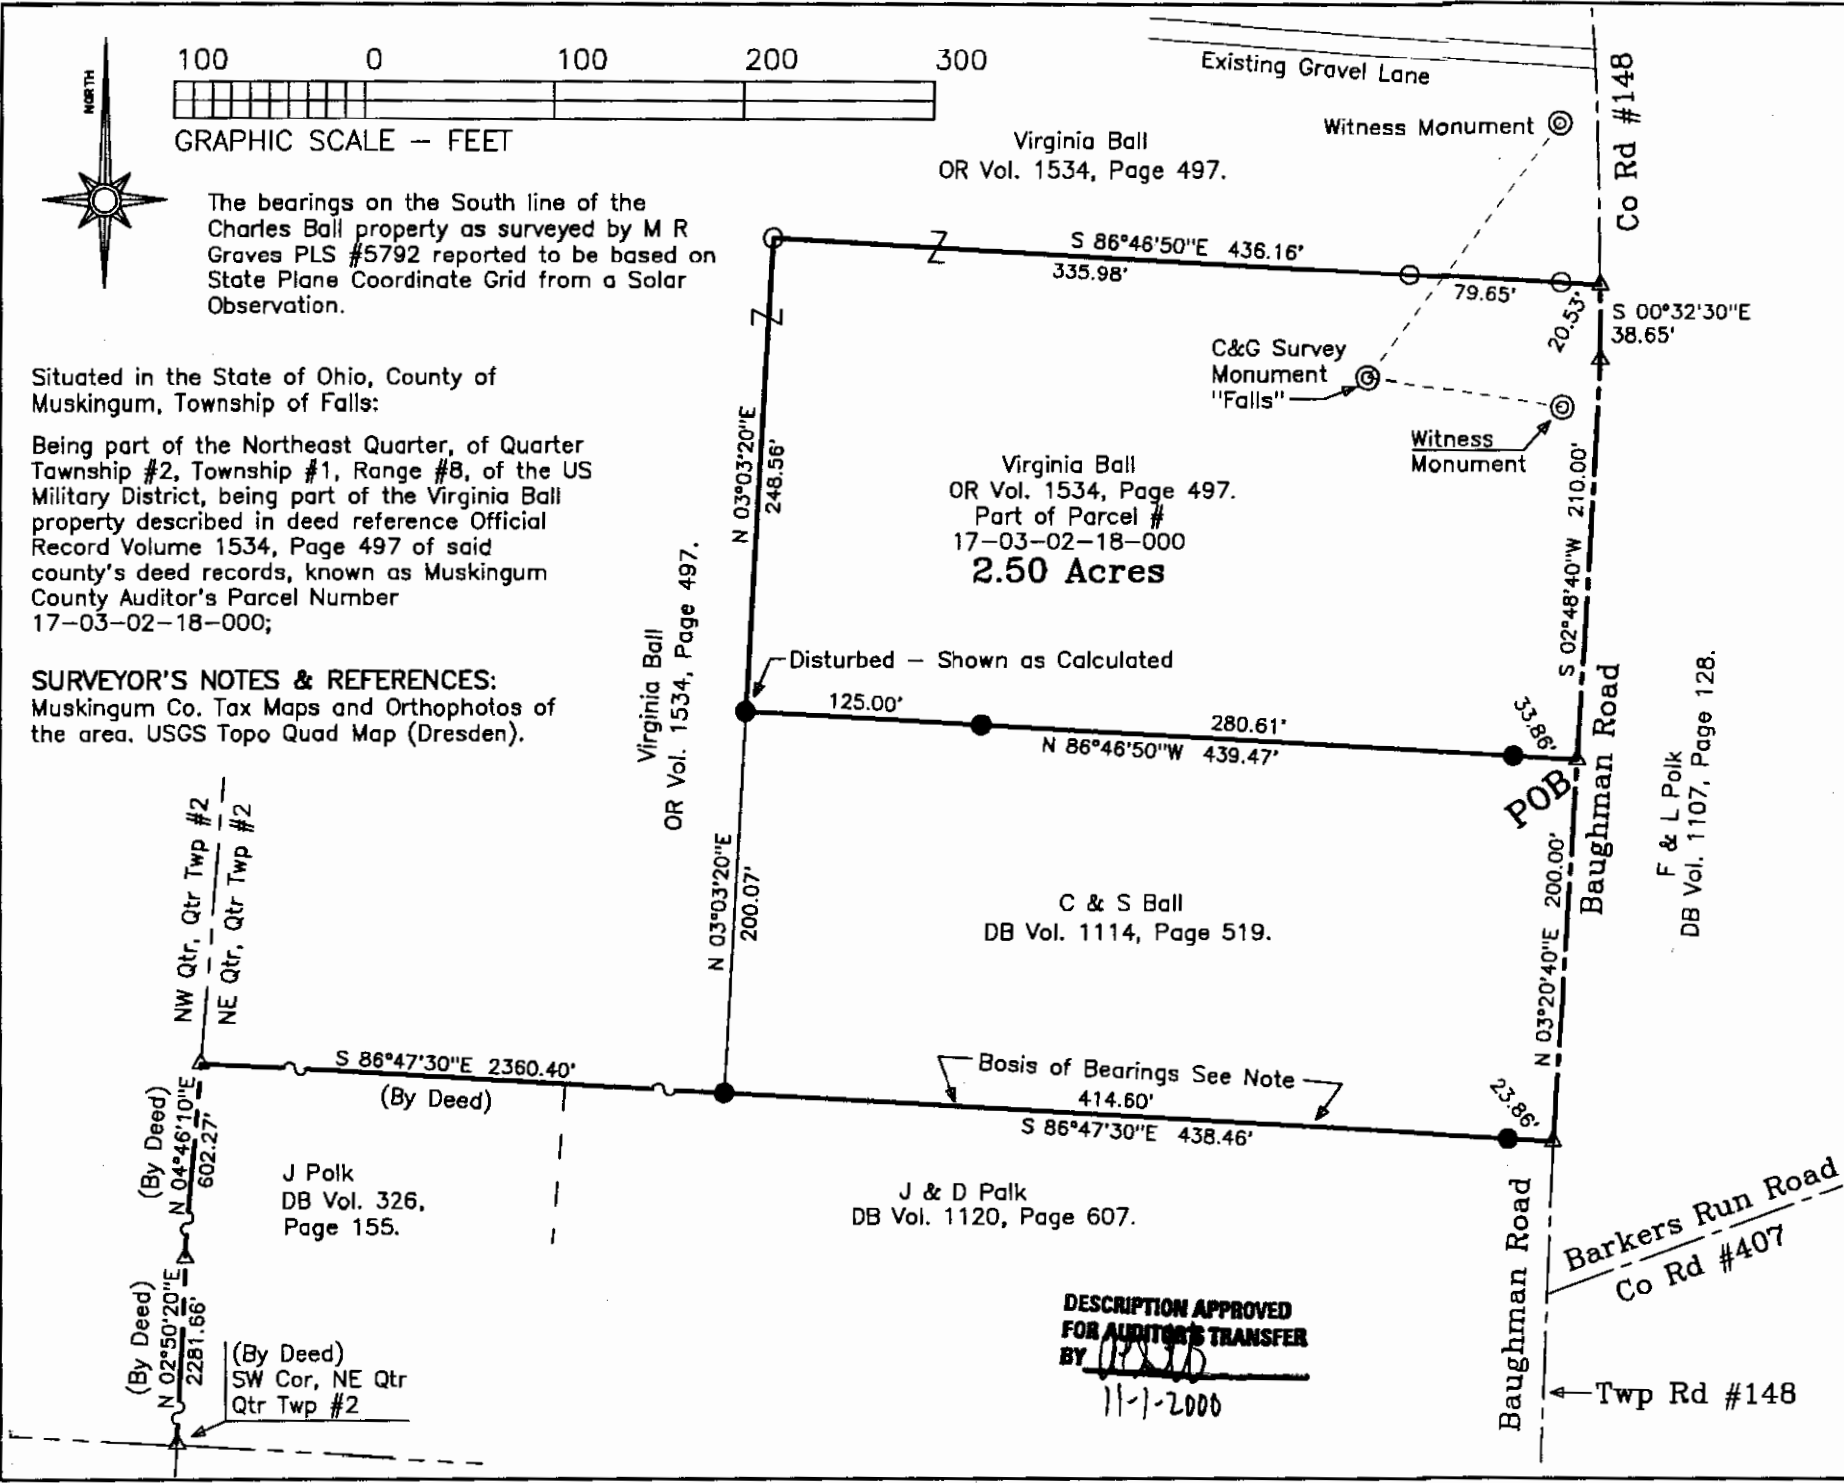 100 0 100 200 300
GRAPHIC SCALE — FEET
NORTH
The bearings on the South line of the
Charles Ball property as surveyed by M R
Graves PLS #5792 reported to be based on
State Plane Coordinate Grid from a Solar
Observation.
Situated in the State of Ohio, County of
Muskingum, Township of Falls:
Being part of the Northeast Quarter, of Quarter
Tawnship #2, Township #1, Range #8, of the US
Military District, being part of the Virginia Ball
property described in deed reference Official
Record Volume 1534, Page 497 of said
county's deed records, known as Muskingum
County Auditor's Parcel Number
17-03-02-18-000;
SURVEYOR'S NOTES & REFERENCES:
Muskingum Co. Tax Maps and Orthophotos of
the area. USGS Topo Quad Map (Dresden).
Existing Gravel Lane
Co Rd #148
Witness Monument
Virginia Ball
OR Vol. 1534, Page 497.
S 86°46'50"E 436.16'
335.98'
79.65'
20.53'
S 00°32'30"E
38.65'
C&G Survey
Monument
"Falls"
Witness
Monument
N 03°03'20"E
248.56'
Virginia Ball
OR Vol. 1534, Page 497.
Part of Parcel #
17-03-02-18-000
2.50 Acres
S 02°48'40"W 210.00'
Virginia Ball
OR Vol. 1534, Page 497.
Disturbed — Shown as Calculated
125.00'
280.61'
33.86'
N 86°46'50"W 439.47'
POB
Baughman Road
F & L Polk
DB Vol. 1107, Page 128.
NW Qtr, Qtr Twp #2
NE Qtr, Qtr Twp #2
N 03°03'20"E
200.07'
C & S Ball
DB Vol. 1114, Page 519.
N 03°20'40"E 200.00'
S 86°47'30"E 2360.40'
(By Deed)
Bosis of Bearings See Note
414.60'
23.86'
S 86°47'30"E 438.46'
(By Deed)
N 04°46'10"E
602.27'
J Polk
DB Vol. 326,
Page 155.
J & D Palk
DB Vol. 1120, Page 607.
Baughman Road
Barkers Run Road
Co Rd #407
(By Deed)
N 02°50'20"E
2281.66'
(By Deed)
SW Cor, NE Qtr
Qtr Twp #2
DESCRIPTION APPROVED
FOR AUDITOR'S TRANSFER
BY
11-1-2000
Twp Rd #148